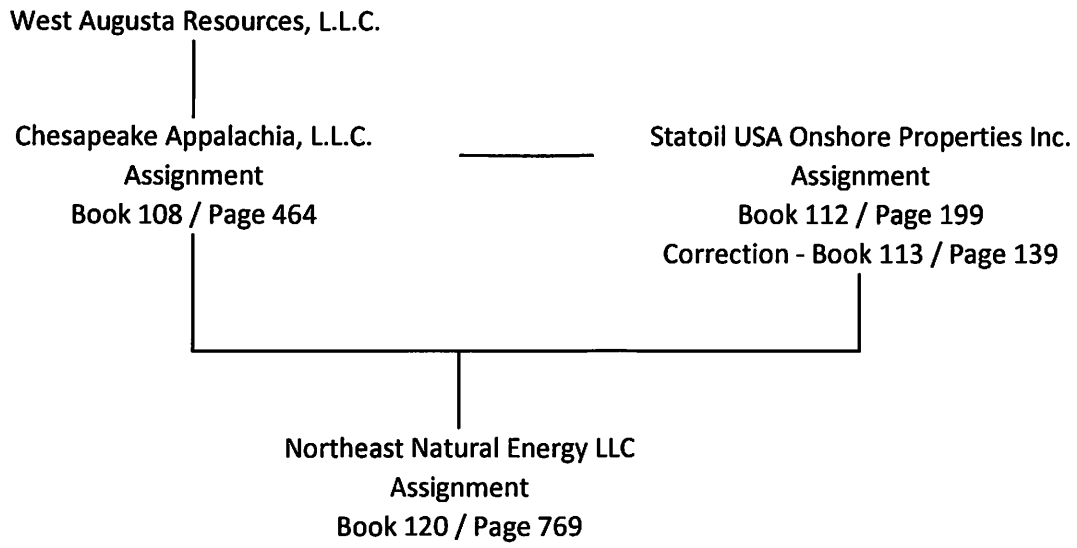 West Augusta Resources, L.L.C.
Chesapeake Appalachia, L.L.C.
Assignment
Book 108 / Page 464
Statoil USA Onshore Properties Inc.
Assignment
Book 112 / Page 199
Correction - Book 113 / Page 139
Northeast Natural Energy LLC
Assignment
Book 120 / Page 769